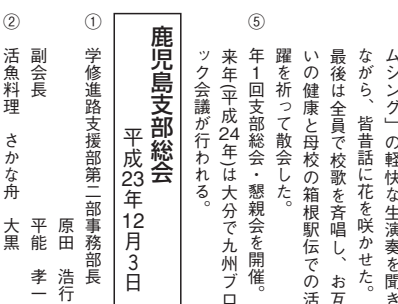 ムシング」の軽快な生演奏を聞き
ながら、皆昔話に花を咲かせた。
最後は全員で校歌を斉唱し、お互
いの健康と母校の箱根駅伝での活
躍を祈って散会した。
⑤ 年1回支部総会・懇親会を開催。
来年(平成24年)は大分で九州ブロ
ック会議が行われる。
鹿児島支部総会
平成23年12月3日
① 学修進路支援部第二部事務部長
原田 浩行
副会長 平能 孝一
② 活魚料理 さかな舟 大黒